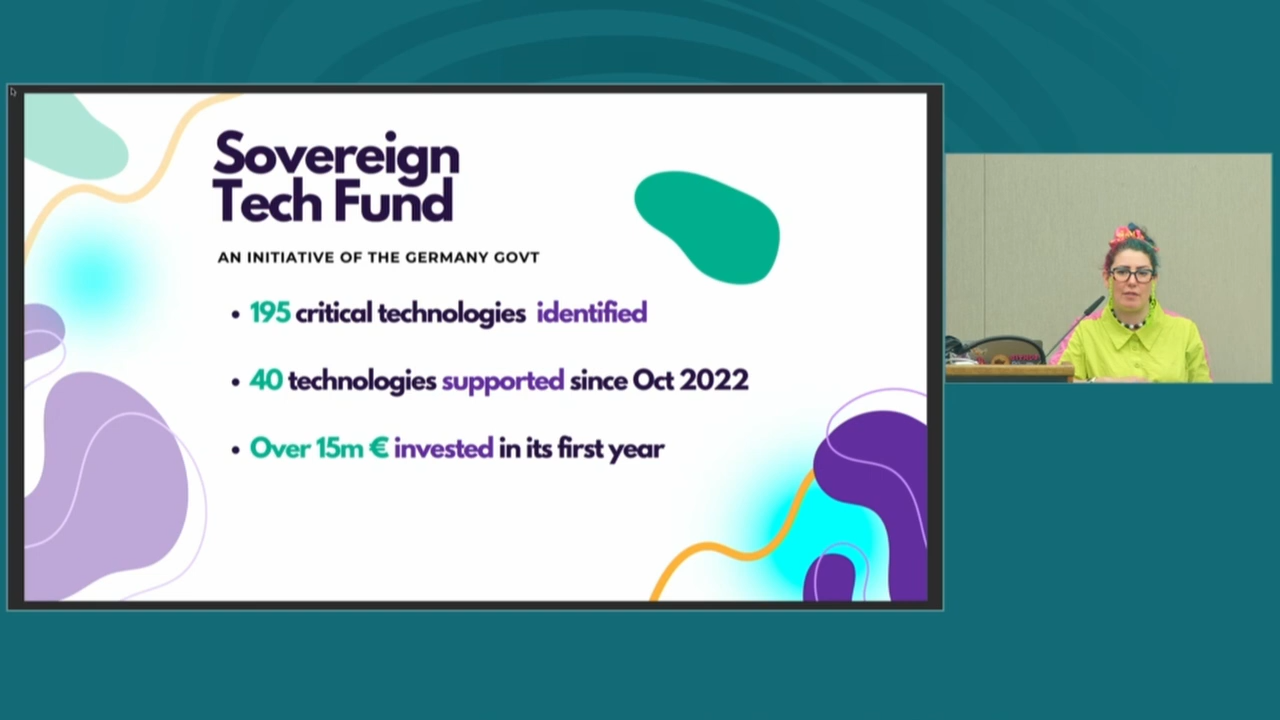 Sovereign
Tech Fund
AN INITIATIVE OF THE GERMANY GOVT
• 195 critical technologies identified
• 40 technologies supported since Oct 2022
• Over 15m € invested in its first year